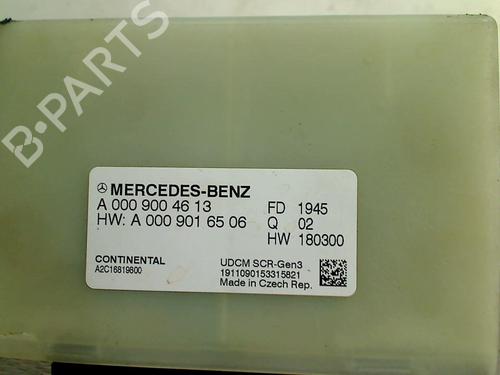 B-PARTS
MERCEDES-BENZ
A 000 900 46 13 FD 1945
HW: A 000 901 65 06 Q 02
HW 180300
CONTINENTAL UDCM SCR-Gen3
A2C16819800 1911090153315821
Made in Czech Rep.